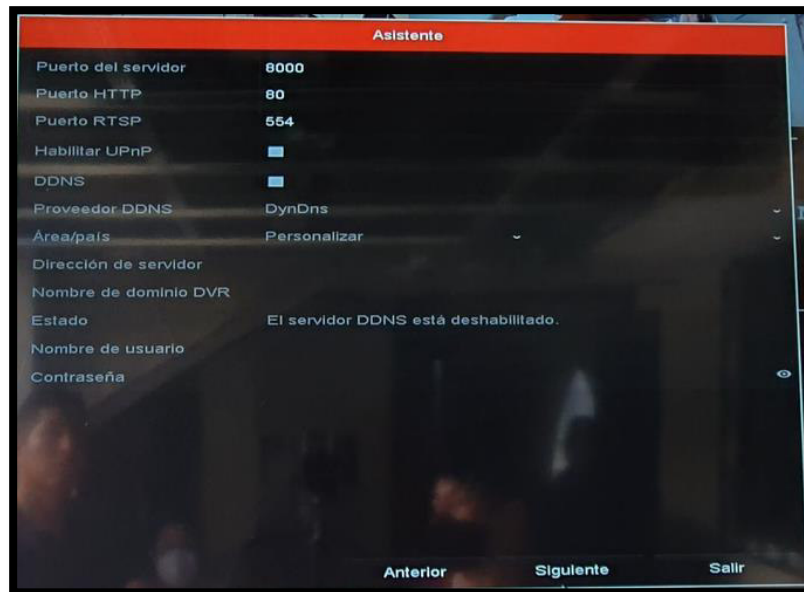 Asistente
Puerto del servidor 8000
Puerto HTTP 80
Puerto RTSP 554
Habilitar UPnP
DDNS
Proveedor DDNS DynDns
Área/país Personalizar
Dirección de servidor
Nombre de dominio DVR
Estado El servidor DDNS está deshabilitado.
Nombre de usuario
Contraseña
Anterior Siguiente Salir